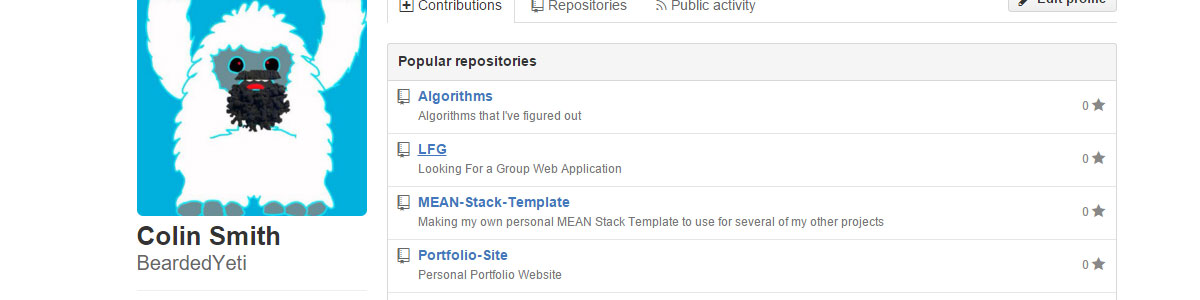 Contributions
Repositories
Public activity
Edit profile
Popular repositories
Algorithms
Algorithms that I've figured out
0
LFG
Looking For a Group Web Application
0
MEAN-Stack-Template
Making my own personal MEAN Stack Template to use for several of my other projects
0
Portfolio-Site
Personal Portfolio Website
0
Colin Smith
BeardedYeti